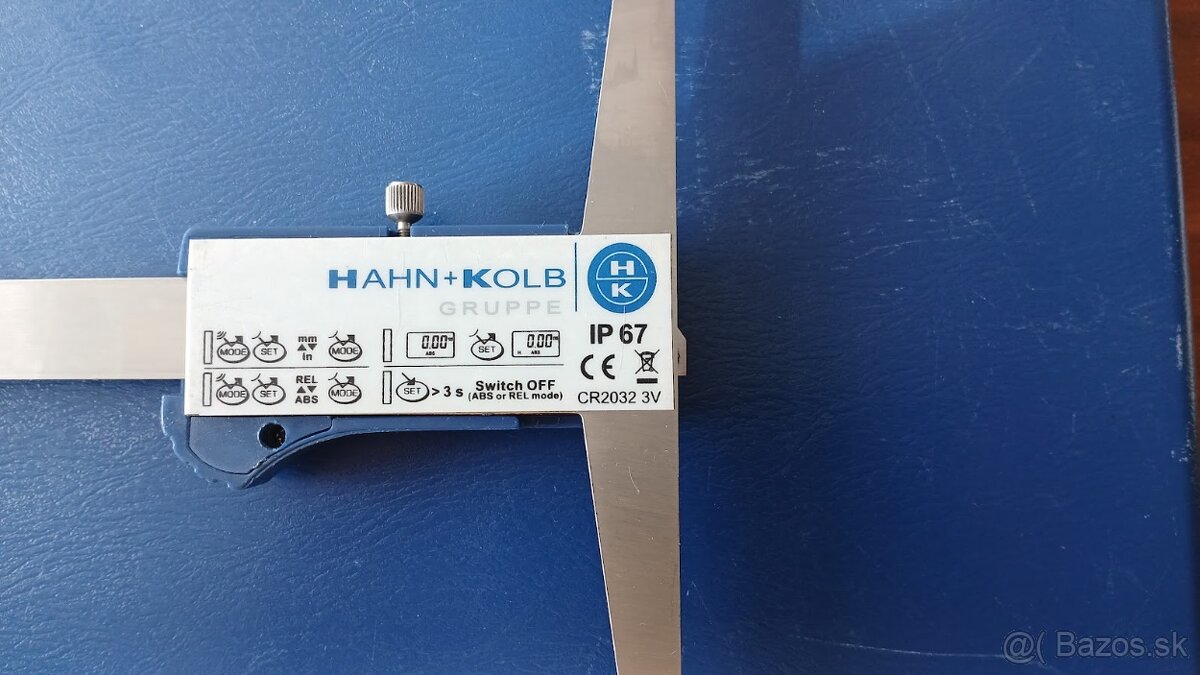 HAHN+KOLB
GRUPPE
H
K
IP 67
CE
MODE SET mm in MODE
0.00 ABS SET 0.00 H ABS
MODE SET REL ABS MODE
SET > 3 s Switch OFF
(ABS or REL mode)
CR2032 3V
@( Bazos.sk